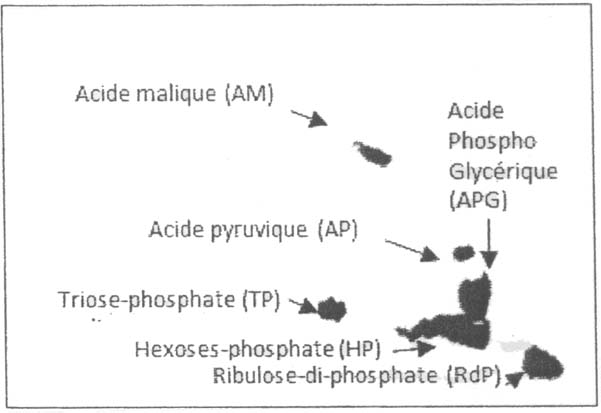 Acide malique (AM)
Acide
Phospho
Glycérique
(APG)
Acide pyruvique (AP)
Triose-phosphate (TP)
Hexoses-phosphate (HP)
Ribulose-di-phosphate (RdP)